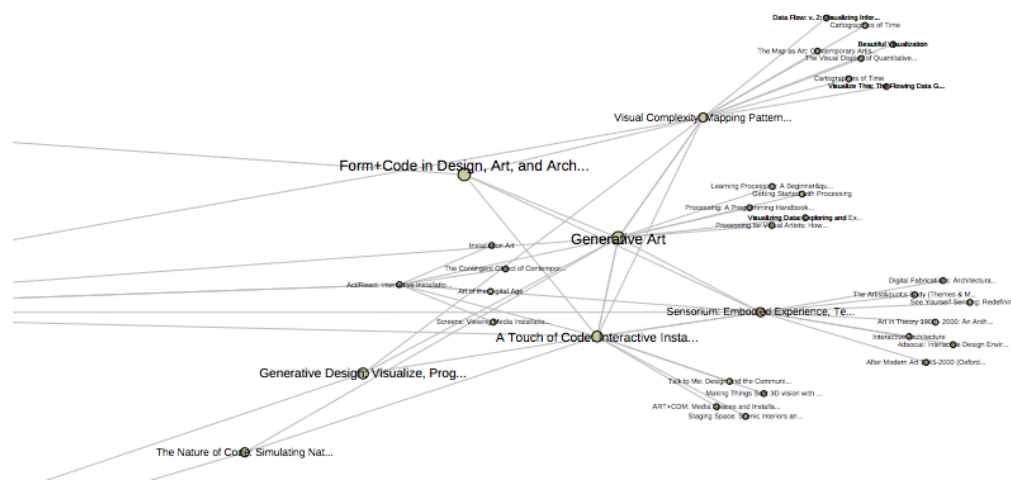 Data Flow: v. 2: Visualizing Infor...
Cartographies of Time
Beautiful Visualization
The Map as Art: Contemporary Artis...
The Visual Display of Quantitative...
Cartographies of Time
Visualize This: The Flowing Data G...
Visual Complexity: Mapping Pattern...
Form+Code in Design, Art, and Arch...
Learning Processing: A Beginner&qu...
Getting Started with Processing
Processing: A Programming Handbook...
Visualizing Data: Exploring and Ex...
Processing for Visual Artists: How...
Generative Art
Installation Art
The Contingent Object of Contempor...
Act/React: Interactive Installatio...
Art of the Digital Age
Digital Fabrications: Architectura...
The Artist&quot;s Body (Themes & M...
See Yourself Sensing: Redefinin
Sensorium: Embodied Experience, Te...
Screens: Viewing Media Installatio...
Art in Theory 1900 - 2000: An Anth...
A Touch of Code: Interactive Insta...
Interactive Architecture
4dsocial: Interactive Design Envir...
After Modern Art 1945-2000 (Oxford...
Generative Design: Visualize, Prog...
Talk to Me: Design and the Communi...
Making Things See: 3D vision with ...
ART+COM: Media Spaces and Installa...
Staging Space: Scenic Interiors an...
The Nature of Code: Simulating Nat...